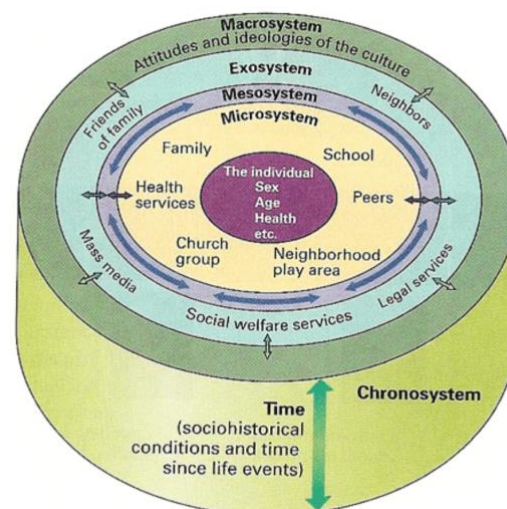 Macrosystem
Attitudes and ideologies of the culture
Exosystem
Mesosystem
Microsystem
Friends
of family
Neighbors
Family
School
The individual
Sex
Age
Health
etc.
Health
services
Peers
Church
group
Neighborhood
play area
Mass media
Legal services
Social welfare services
Time
(sociohistorical
conditions and time
since life events)
Chronosystem